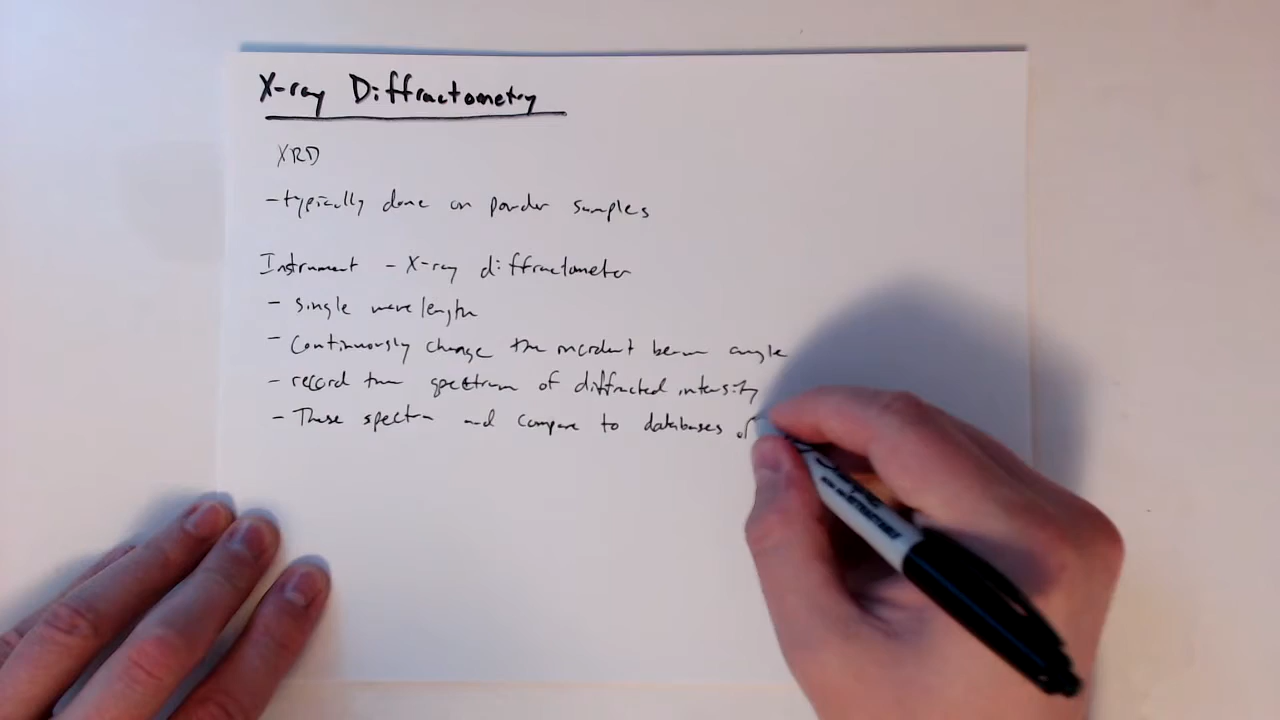 X-ray Diffractometry
XRD
- typically done on powder samples
Instrument - X-ray diffractometer
- single wavelength
- Continuously change the incident beam angle
- record the spectrum of diffracted intensity
- These spectra and compare to databases of
Sharpie